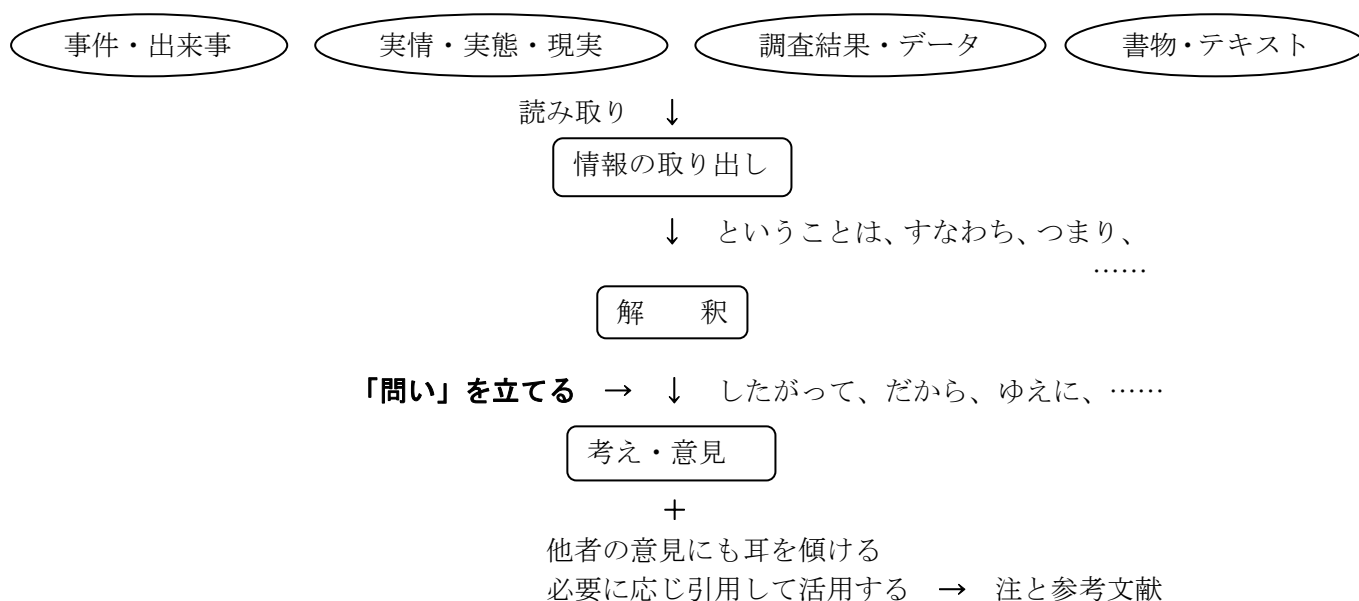 事件・出来事 実情・実態・現実 調査結果・データ 書物・テキスト
読み取り ↓
情報の取り出し
↓ ということは、すなわち、つまり、
……
解 釈
「問い」を立てる → ↓ したがって、だから、ゆえに、……
考え・意見
＋
他者の意見にも耳を傾ける
必要に応じ引用して活用する → 注と参考文献